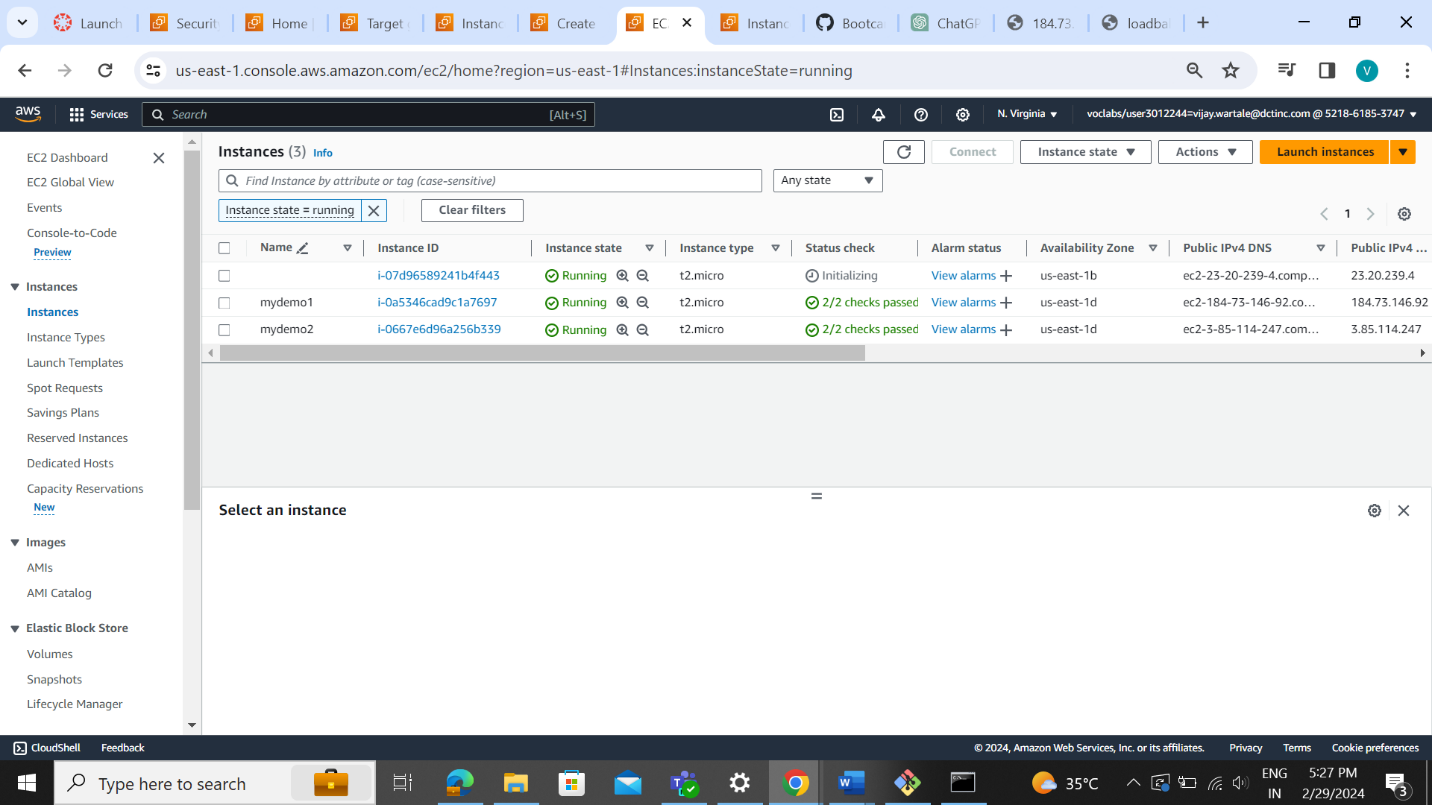 Launch
Securit
Home
Target
Instanc
Create
EC
Instanc
Bootca
ChatGP
184.73.
loadba
us-east-1.console.aws.amazon.com/ec2/home?region=us-east-1#Instances:instanceState=running
V
aws
Services
Search
[Alt+S]
N. Virginia
voclabs/user3012244=vijay.wartale@dctinc.com @ 5218-6185-3747
EC2 Dashboard
EC2 Global View
Events
Console-to-Code
Preview
Instances
Instances
Instance Types
Launch Templates
Spot Requests
Savings Plans
Reserved Instances
Dedicated Hosts
Capacity Reservations
New
Images
AMIs
AMI Catalog
Elastic Block Store
Volumes
Snapshots
Lifecycle Manager
Instances (3) Info
Connect
Instance state
Actions
Launch instances
Find Instance by attribute or tag (case-sensitive)
Any state
Instance state = running
Clear filters
1
Name Instance ID Instance state Instance type Status check Alarm status Availability Zone Public IPv4 DNS Public IPv4 ...
i-07d96589241b4f443 Running t2.micro Initializing View alarms us-east-1b ec2-23-20-239-4.comp... 23.20.239.4
mydemo1 i-0a5346cad9c1a7697 Running t2.micro 2/2 checks passed View alarms us-east-1d ec2-184-73-146-92.co... 184.73.146.92
mydemo2 i-0667e6d96a256b339 Running t2.micro 2/2 checks passed View alarms us-east-1d ec2-3-85-114-247.com... 3.85.114.247
Select an instance
CloudShell
Feedback
© 2024, Amazon Web Services, Inc. or its affiliates.
Privacy
Terms
Cookie preferences
Type here to search
35°C
ENG
IN
5:27 PM
2/29/2024
3